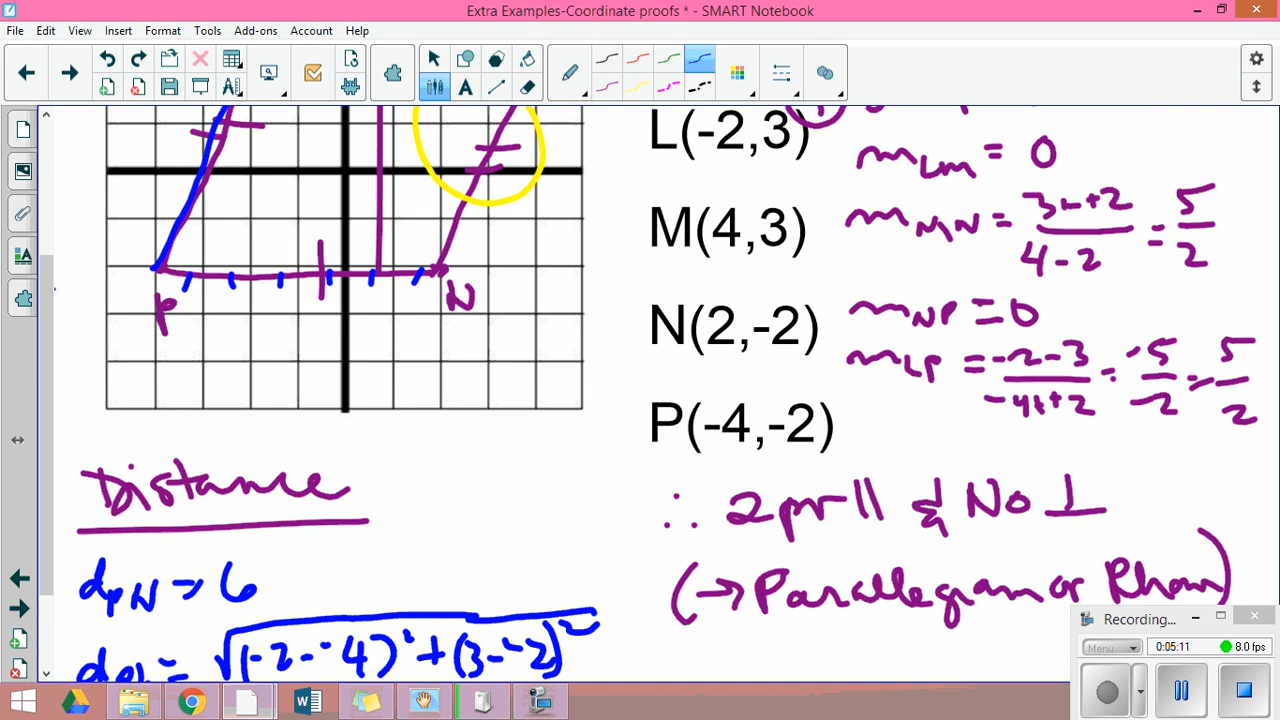 Extra Examples-Coordinate proofs * - SMART Notebook
File Edit View Insert Format Tools Add-ons Account Help
L(-2,3)
m_LM = 0
M(4,3)
m_MN = 3++2/4-2 = 5/2
N(2,-2)
m_NP = 0
m_LP = -2-3/-4++2 = -5/-2 = 5/2
P(-4,-2)
P
N
Distance
∴ 2 pr || & No ⊥
(→ Parallelegram or Rhom)
d_PN = 6
√(-2--4)²+(3--2)²
Recording...
Menu
0:05:11
8.0 fps